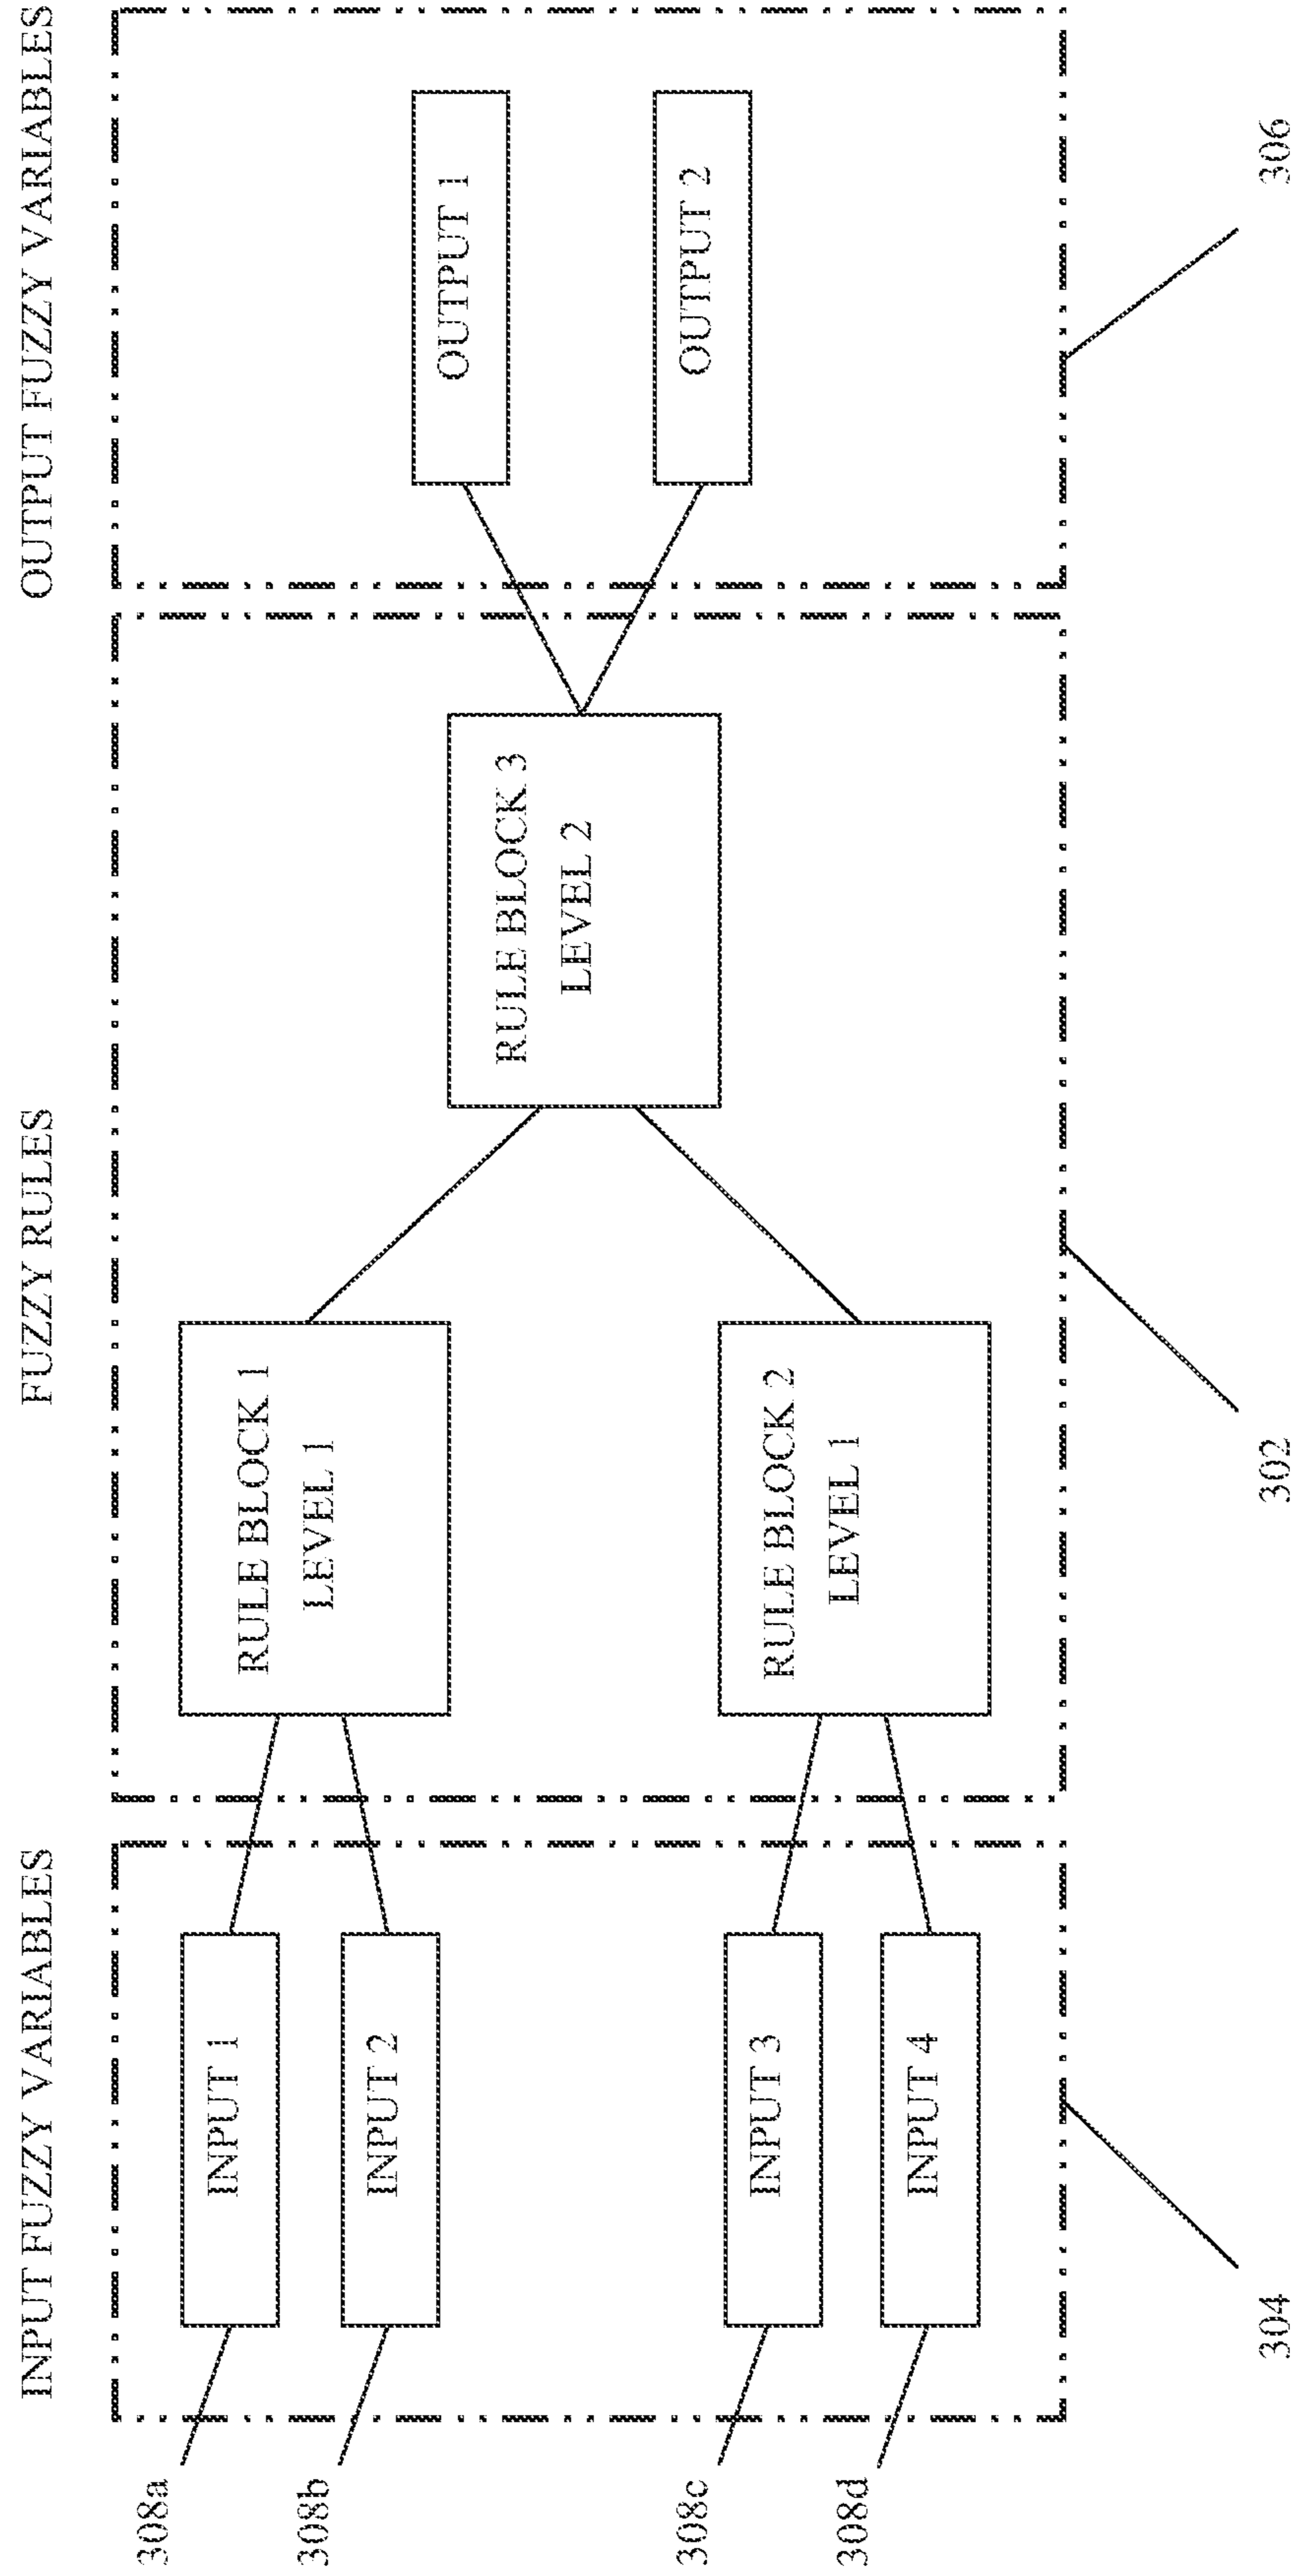 INPUT FUZZY VARIABLES
FUZZY RULES
OUTPUT FUZZY VARIABLES
308a
INPUT 1
308b
INPUT 2
RULE BLOCK 1
LEVEL 1
RULE BLOCK 3
LEVEL 2
OUTPUT 1
OUTPUT 2
308c
INPUT 3
308d
INPUT 4
RULE BLOCK 2
LEVEL 1
304
302
306